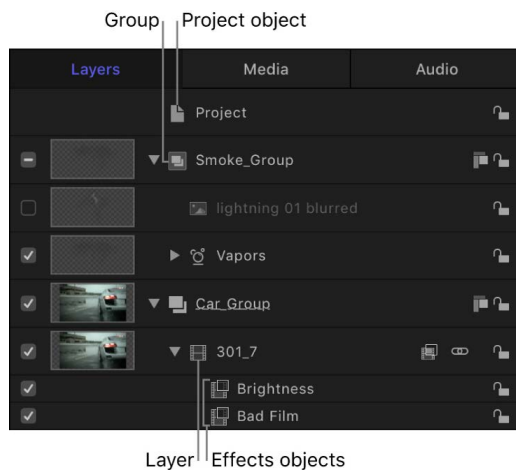 Group Project object
Layers Media Audio
Project
Smoke_Group
lightning 01 blurred
Vapors
Car_Group
301_7
Brightness
Bad Film
Layer Effects objects